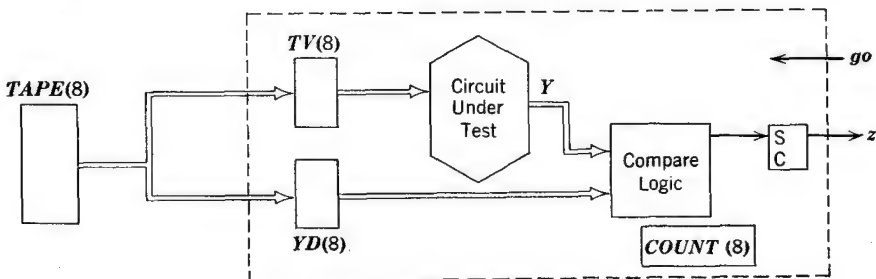 TV(8)
go
TAPE(8)
Circuit
Under
Test
Y
S
C
z
Compare
Logic
YD(8)
COUNT (8)